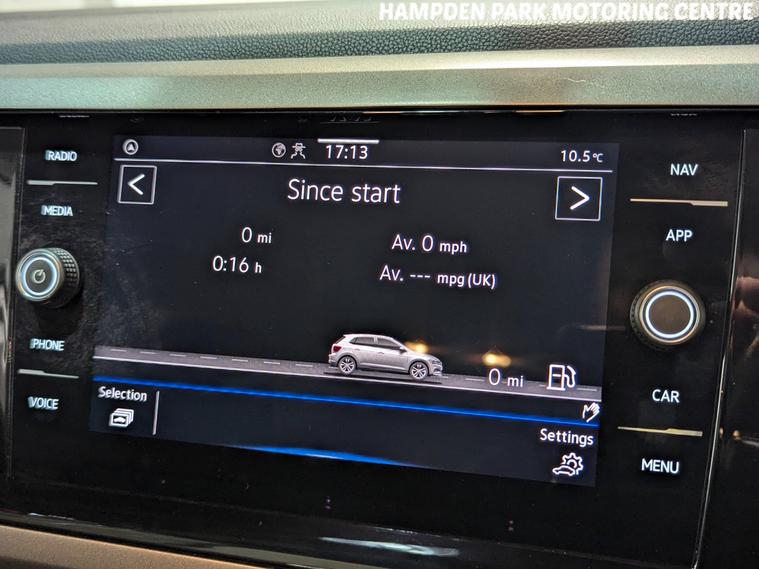 HAMPDEN PARK MOTORING CENTRE
RADIO
MEDIA
PHONE
VOICE
17:13
10.5°C
<
Since start
>
0 mi
0:16 h
Av. 0 mph
Av. --- mpg (UK)
0 mi
Selection
Settings
NAV
APP
CAR
MENU